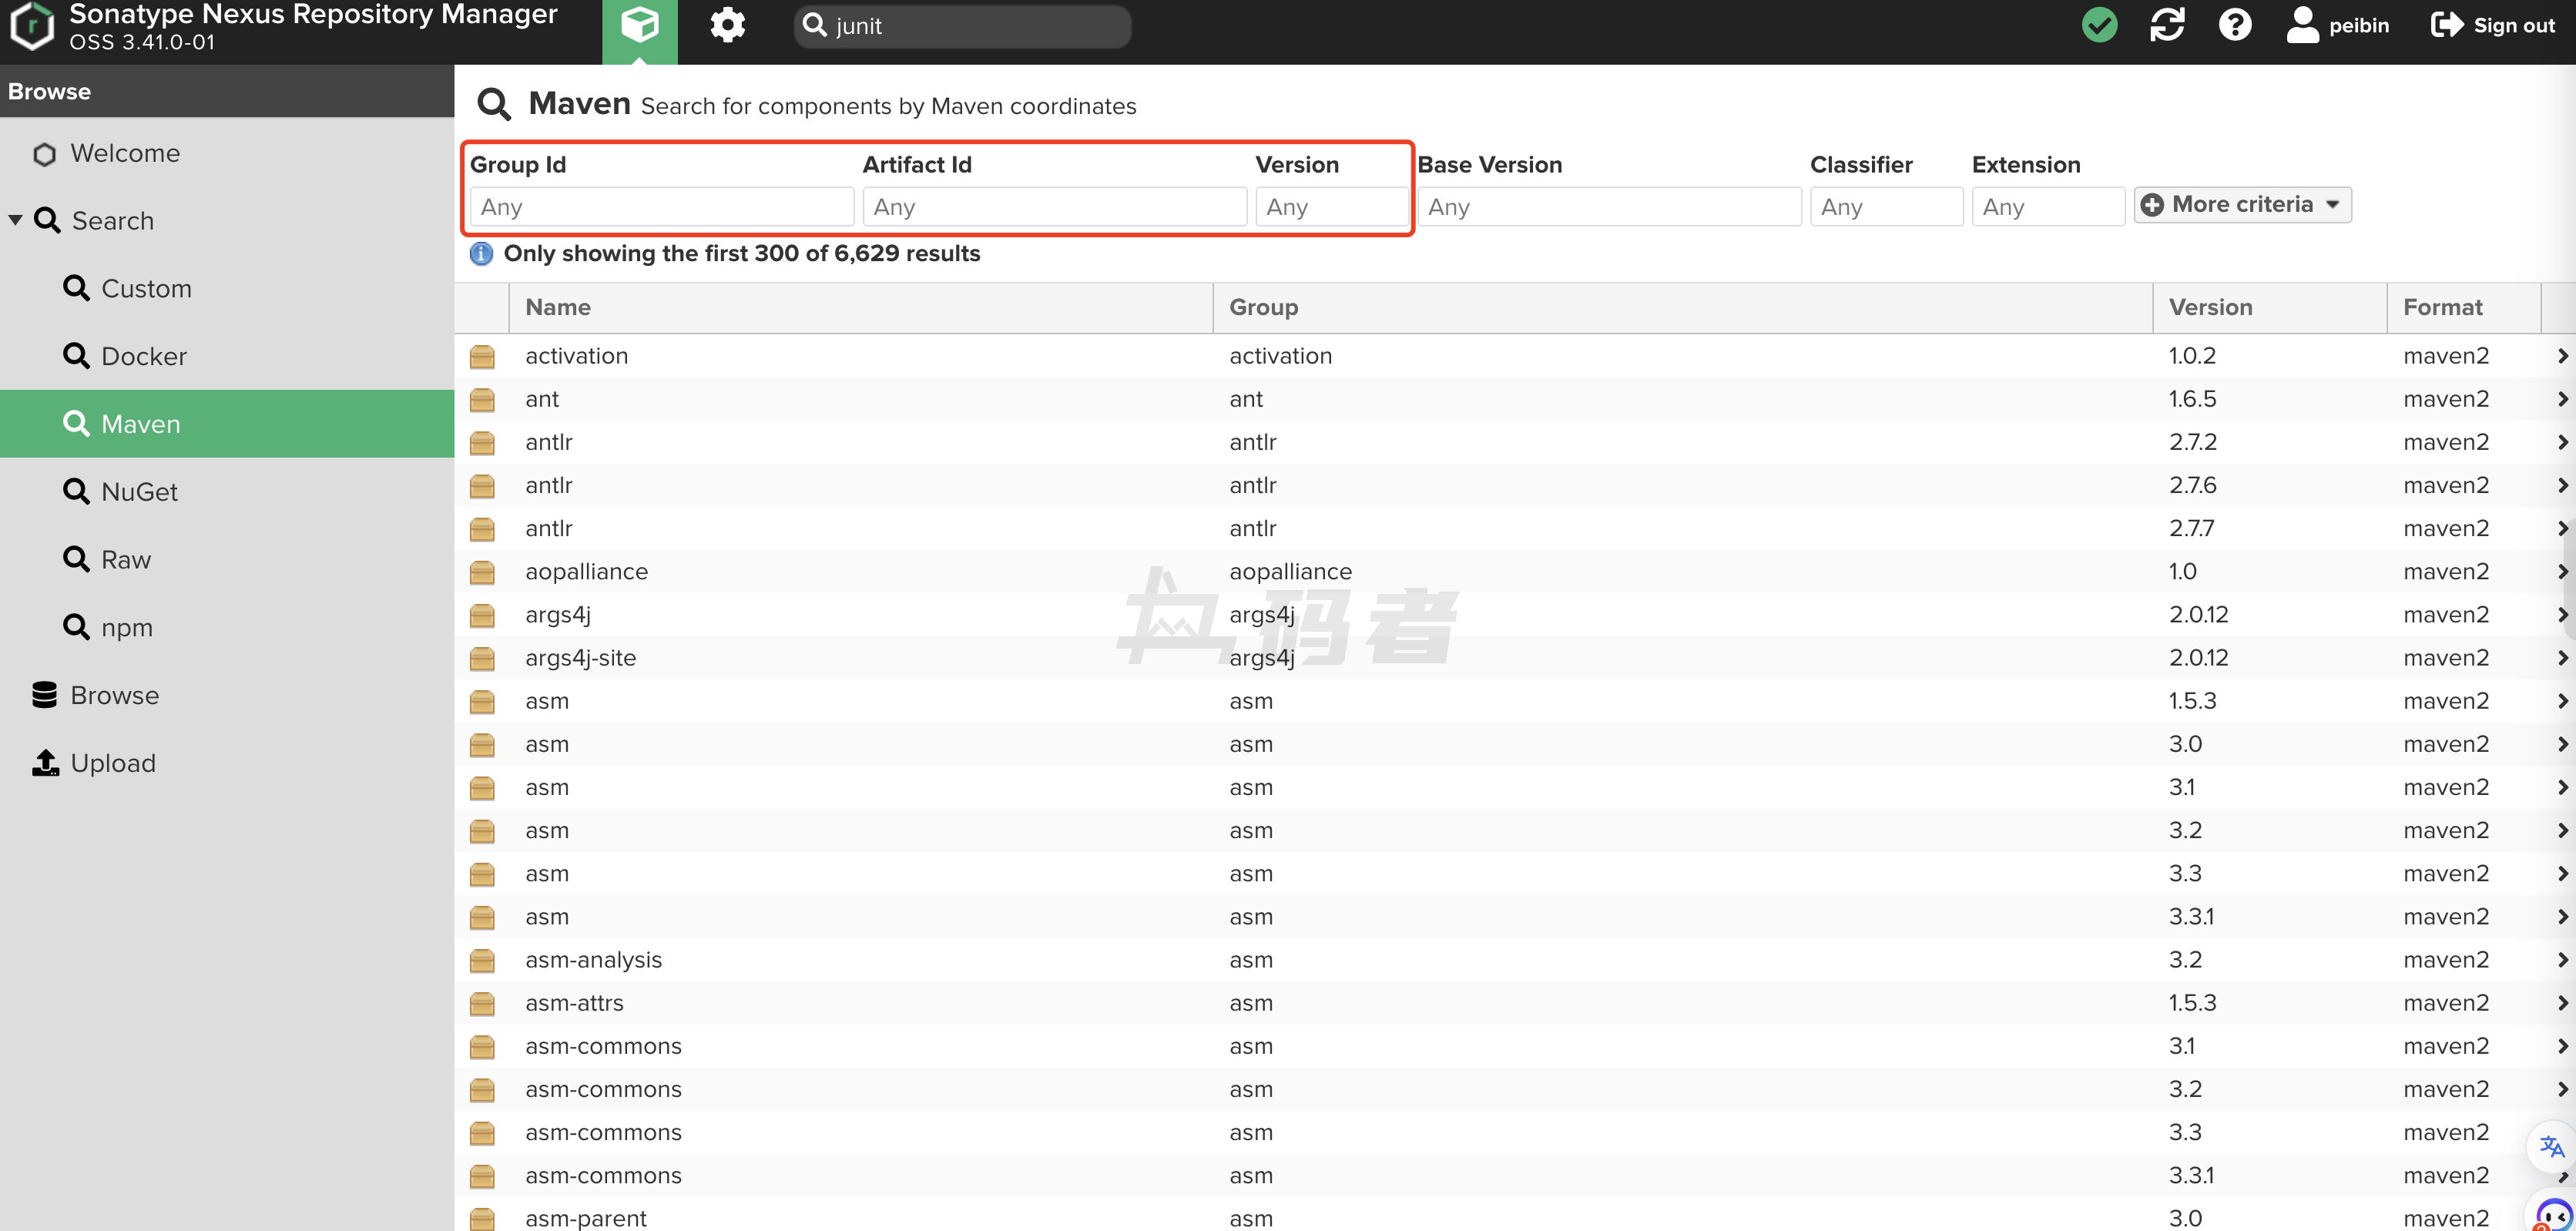 Sonatype Nexus Repository Manager
OSS 3.41.0-01
junit
peibin
Sign out
Browse
Welcome
Search
Custom
Docker
Maven
NuGet
Raw
npm
Browse
Upload
Maven Search for components by Maven coordinates
Group Id Artifact Id Version Base Version Classifier Extension
Any Any Any Any Any Any More criteria
Only showing the first 300 of 6,629 results
Name Group Version Format
activation activation 1.0.2 maven2
ant ant 1.6.5 maven2
antlr antlr 2.7.2 maven2
antlr antlr 2.7.6 maven2
antlr antlr 2.7.7 maven2
aopalliance aopalliance 1.0 maven2
args4j args4j 2.0.12 maven2
args4j-site args4j 2.0.12 maven2
码者
asm asm 1.5.3 maven2
asm asm 3.0 maven2
asm asm 3.1 maven2
asm asm 3.2 maven2
asm asm 3.3 maven2
asm asm 3.3.1 maven2
asm-analysis asm 3.2 maven2
asm-attrs asm 1.5.3 maven2
asm-commons asm 3.1 maven2
asm-commons asm 3.2 maven2
asm-commons asm 3.3 maven2
asm-commons asm 3.3.1 maven2
asm-parent asm 3.0 maven2